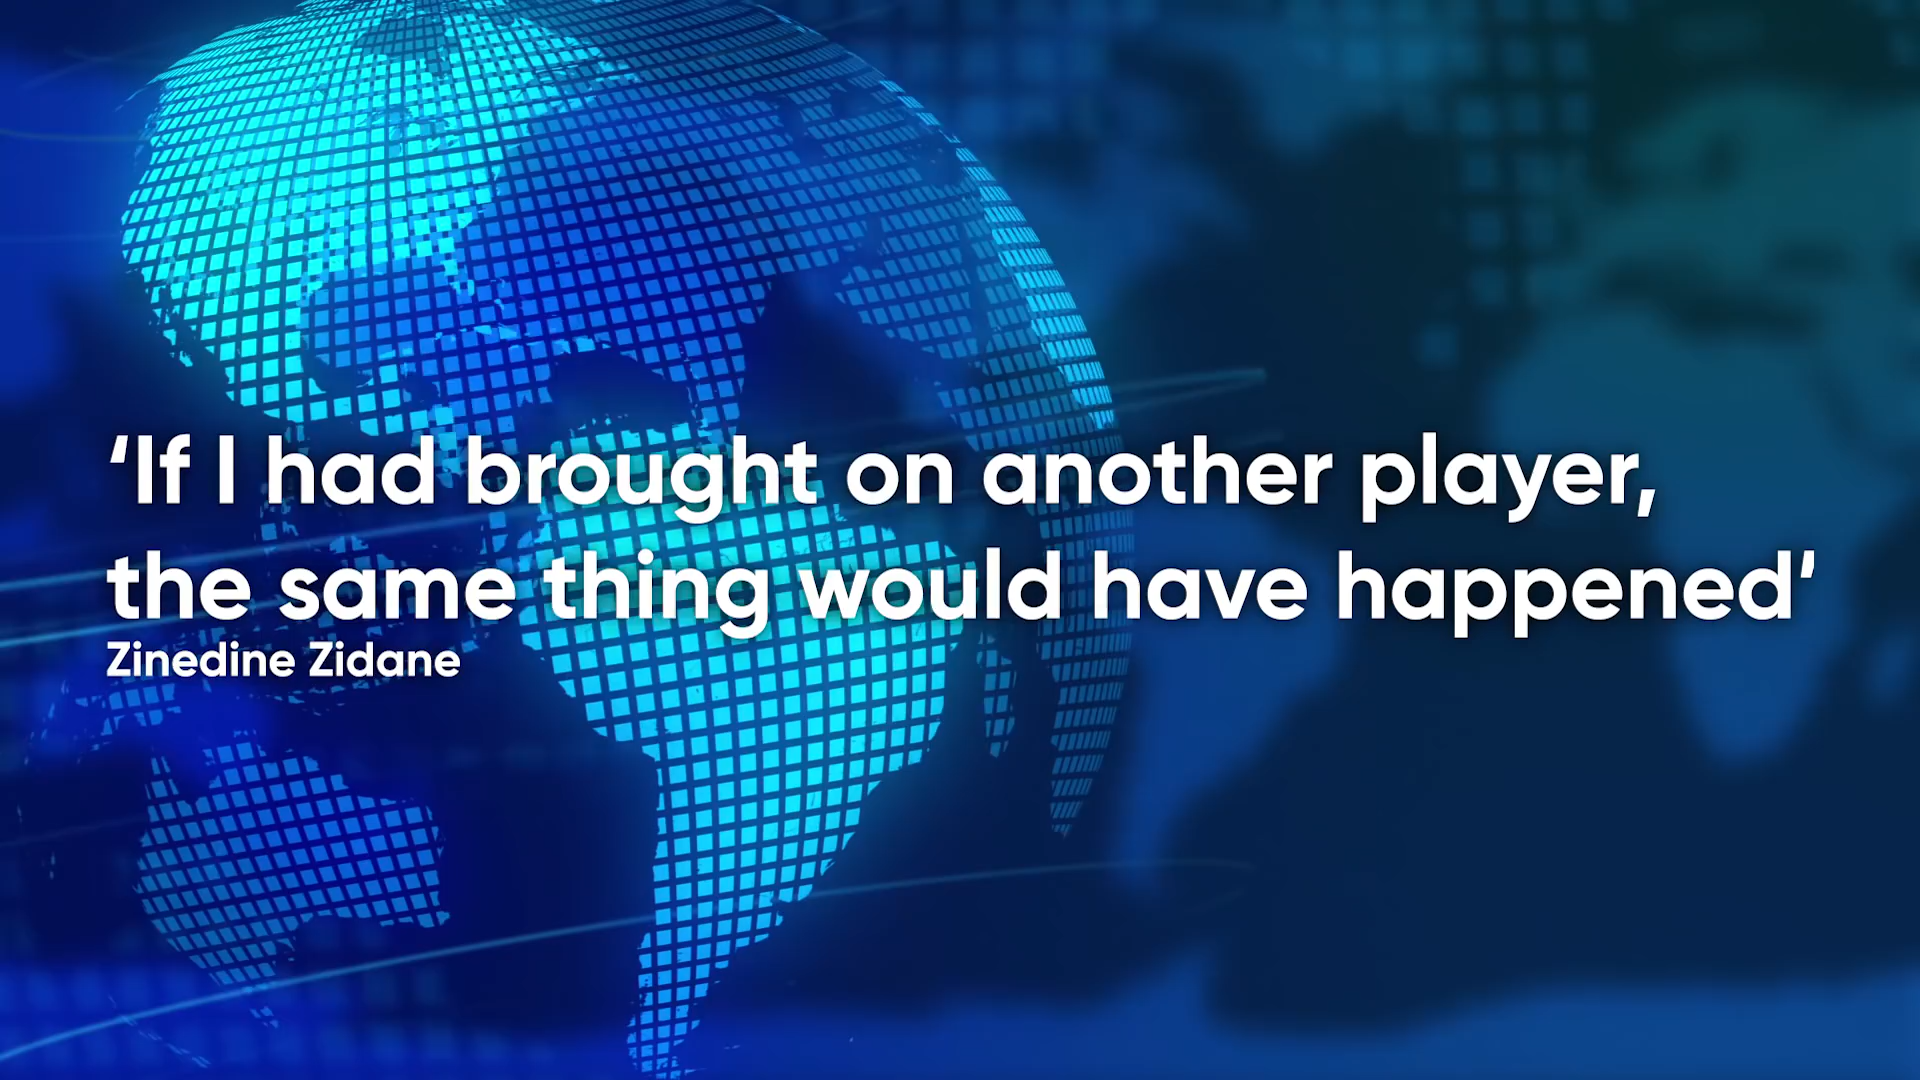 ‘If I had brought on another player,
the same thing would have happened’
Zinedine Zidane